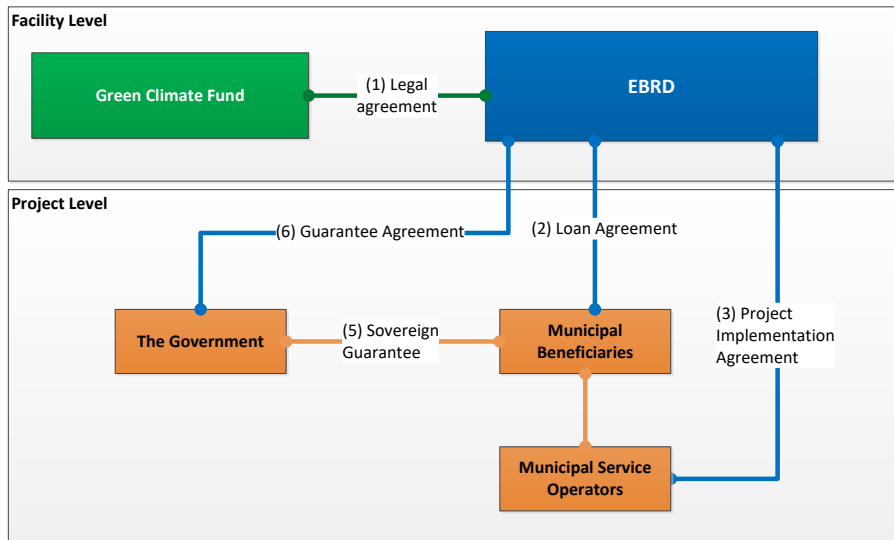 Facility Level
Green Climate Fund
(1) Legal
agreement
EBRD
Project Level
(6) Guarantee Agreement
(2) Loan Agreement
(3) Project
Implementation
Agreement
The Government
(5) Sovereign
Guarantee
Municipal
Beneficiaries
Municipal Service
Operators